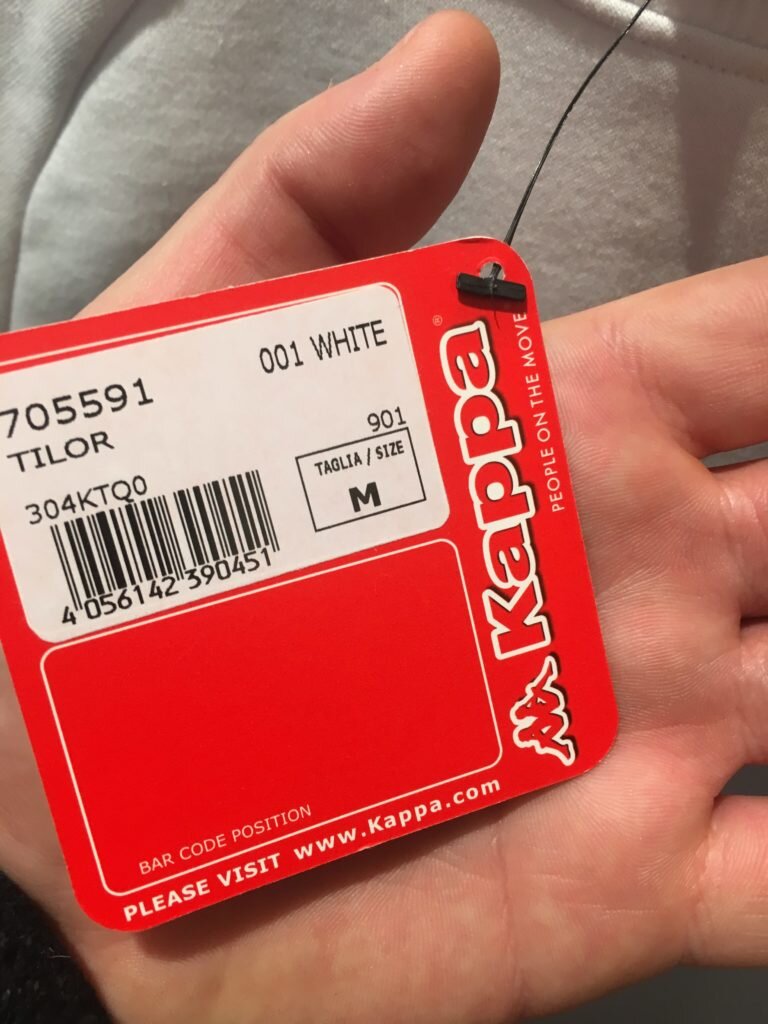 705591
001 WHITE
TILOR
901
304KTQ0
TAGLIA / SIZE
M
4 056142 390451
BAR CODE POSITION
PLEASE VISIT www.Kappa.com
Kappa®
PEOPLE ON THE MOVE